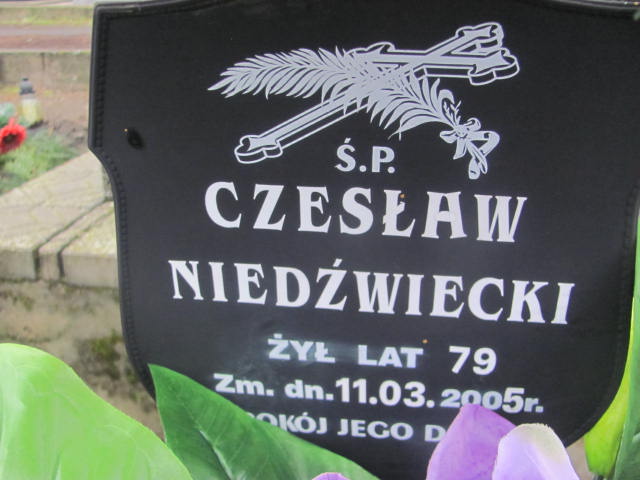 Ś.P.
CZESŁAW
NIEDŹWIECKI
ŻYŁ LAT 79
Zm. dn. 11.03.2005r.
JEGO